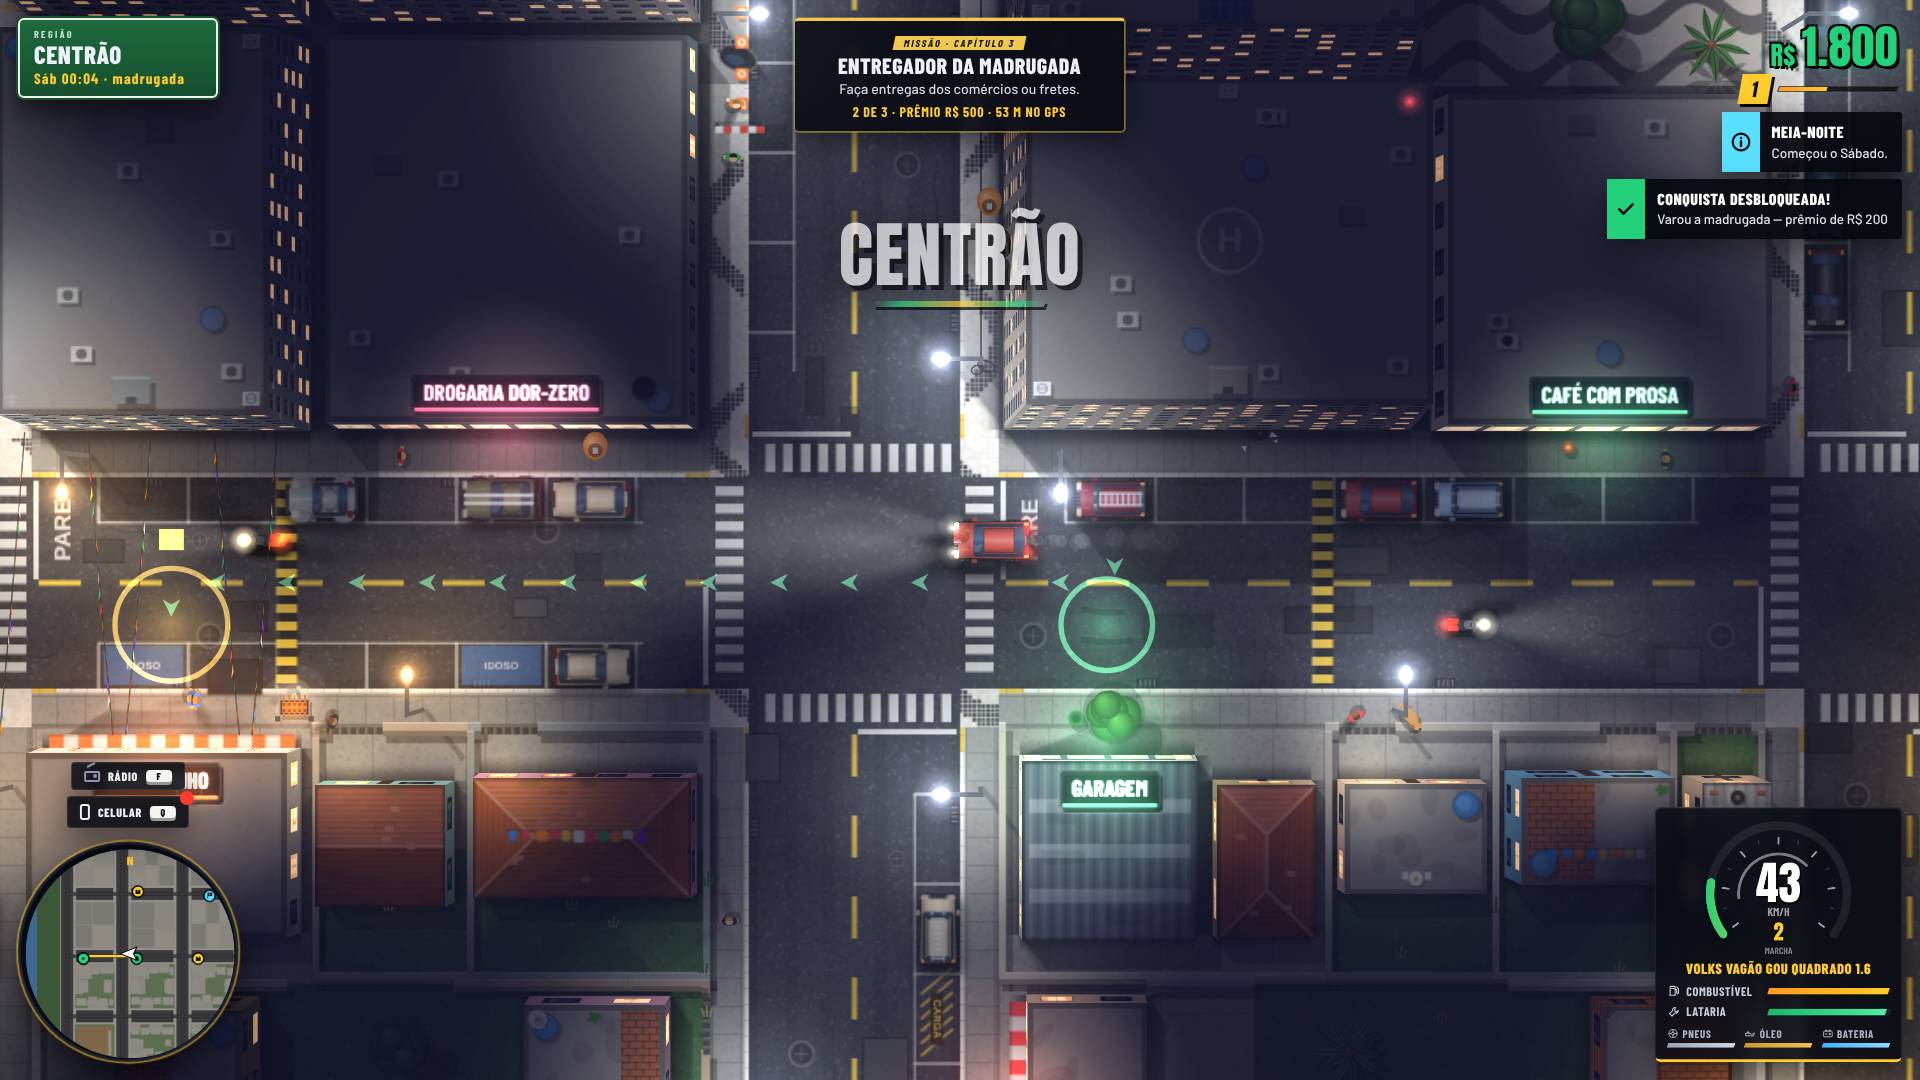 REGIÃO
CENTRÃO
Sáb 00:04 · madrugada
MISSÃO · CAPÍTULO 3
ENTREGADOR DA MADRUGADA
Faça entregas dos comércios ou fretes.
2 DE 3 · PRÊMIO R$ 500 · 53 M NO GPS
R$ 1.800
1
MEIA-NOITE
Começou o Sábado.
CONQUISTA DESBLOQUEADA!
Varou a madrugada — prêmio de R$ 200
CENTRÃO
H
DROGARIA DOR-ZERO
CAFÉ COM PROSA
PARE
RE
IDOSO
GARAGEM
RÁDIO F
NHO
CELULAR Q
N
CARGA
43
KM/H
2
MARCHA
VOLKS VAGÃO GOU QUADRADO 1.6
COMBUSTÍVEL
LATARIA
PNEUS
ÓLEO
BATERIA